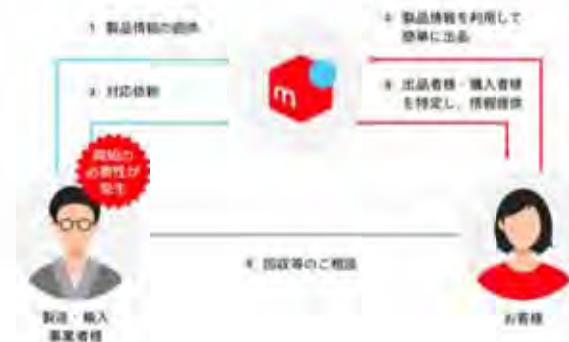 1 製品情報の提供
2 製品情報を利用して
簡単に出品
3 対応依頼
4 出品者様・購入者様
を特定し、情報提供
m
周知の
必要性が
発生
5 回収等のご相談
製造・輸入
事業者様
お客様